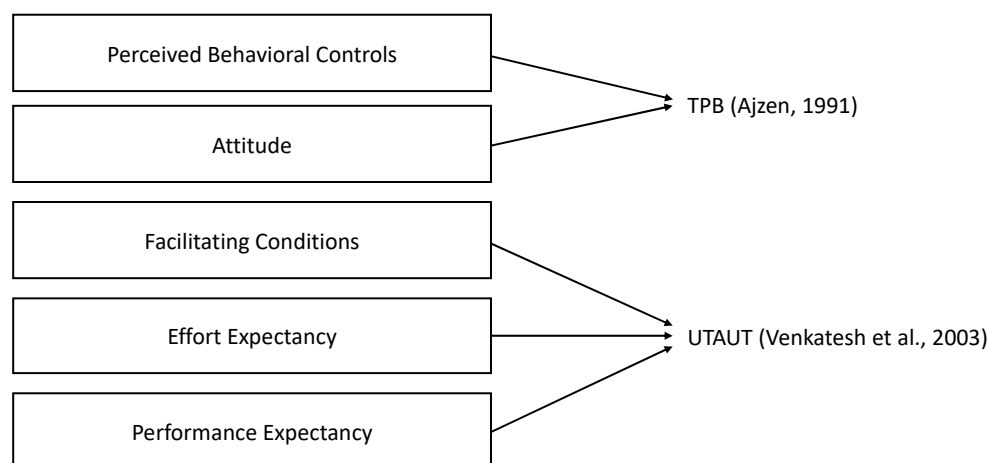 Perceived Behavioral Controls
TPB (Ajzen, 1991)
Attitude
Facilitating Conditions
Effort Expectancy
UTAUT (Venkatesh et al., 2003)
Performance Expectancy